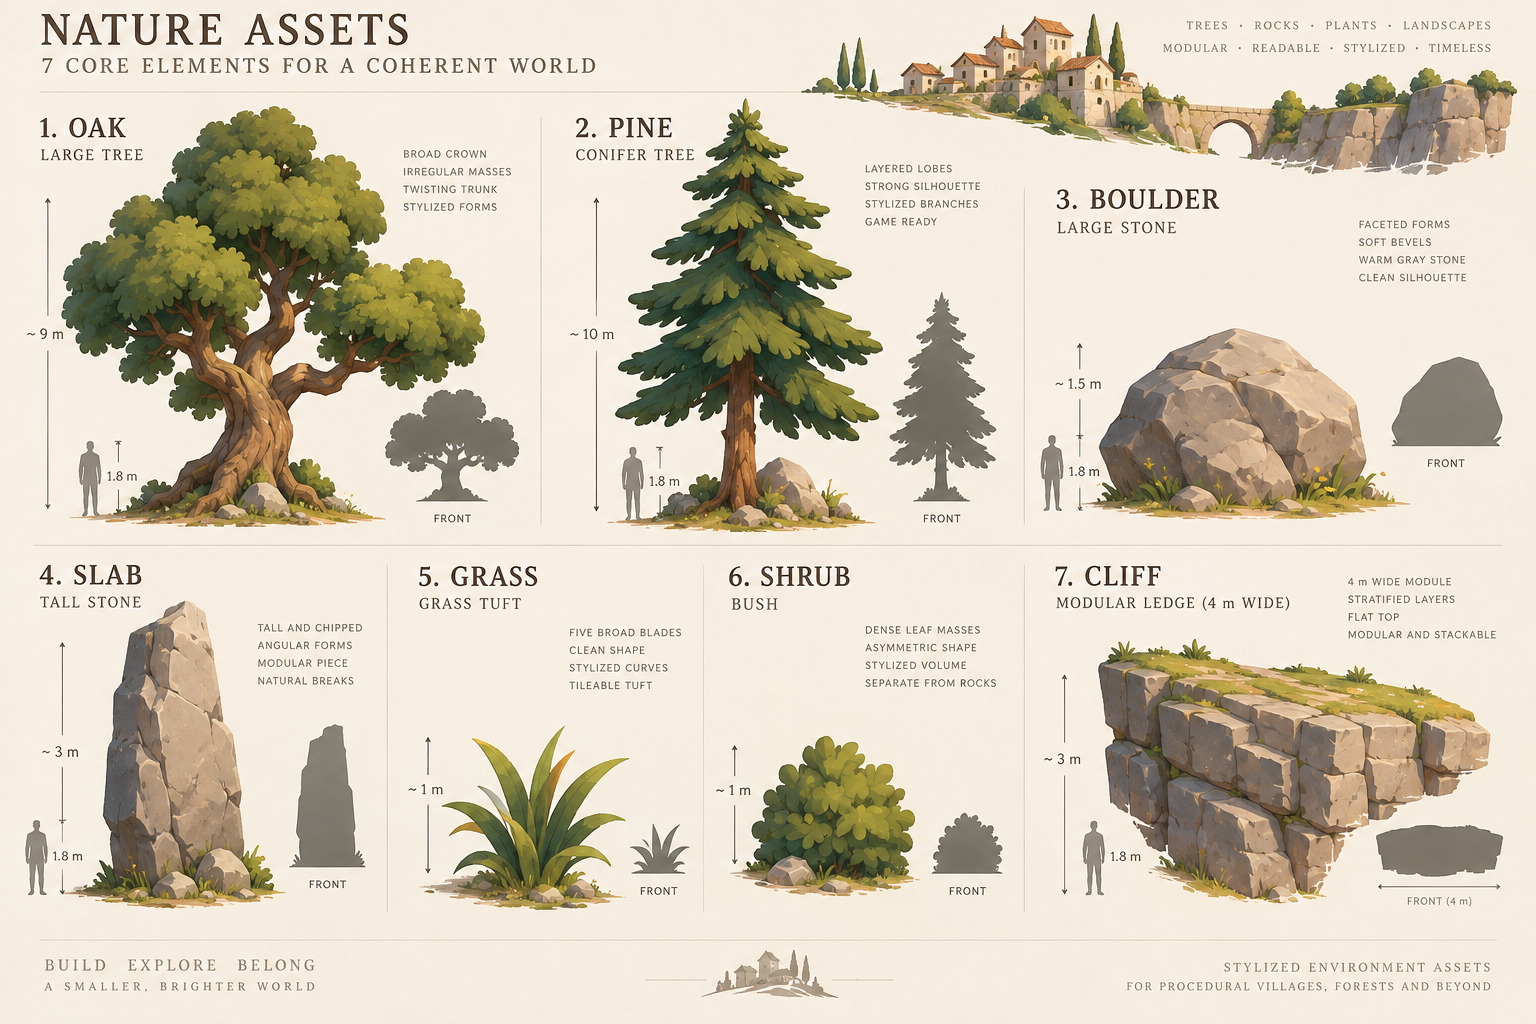 NATURE ASSETS
7 CORE ELEMENTS FOR A COHERENT WORLD
TREES · ROCKS · PLANTS · LANDSCAPES
MODULAR · READABLE · STYLIZED · TIMELESS
1. OAK
LARGE TREE
BROAD CROWN
IRREGULAR MASSES
TWISTING TRUNK
STYLIZED FORMS
~ 9 m
1.8 m
FRONT
2. PINE
CONIFER TREE
LAYERED LOBES
STRONG SILHOUETTE
STYLIZED BRANCHES
GAME READY
~ 10 m
1.8 m
FRONT
3. BOULDER
LARGE STONE
FACETED FORMS
SOFT BEVELS
WARM GRAY STONE
CLEAN SILHOUETTE
~ 1.5 m
1.8 m
FRONT
4. SLAB
TALL STONE
TALL AND CHIPPED
ANGULAR FORMS
MODULAR PIECE
NATURAL BREAKS
~ 3 m
1.8 m
FRONT
5. GRASS
GRASS TUFT
FIVE BROAD BLADES
CLEAN SHAPE
STYLIZED CURVES
TILEABLE TUFT
~ 1 m
FRONT
6. SHRUB
BUSH
DENSE LEAF MASSES
ASYMMETRIC SHAPE
STYLIZED VOLUME
SEPARATE FROM ROCKS
~ 1 m
FRONT
7. CLIFF
MODULAR LEDGE (4 m WIDE)
4 m WIDE MODULE
STRATIFIED LAYERS
FLAT TOP
MODULAR AND STACKABLE
~ 3 m
1.8 m
FRONT (4 m)
BUILD EXPLORE BELONG
A SMALLER, BRIGHTER WORLD
STYLIZED ENVIRONMENT ASSETS
FOR PROCEDURAL VILLAGES, FORESTS AND BEYOND